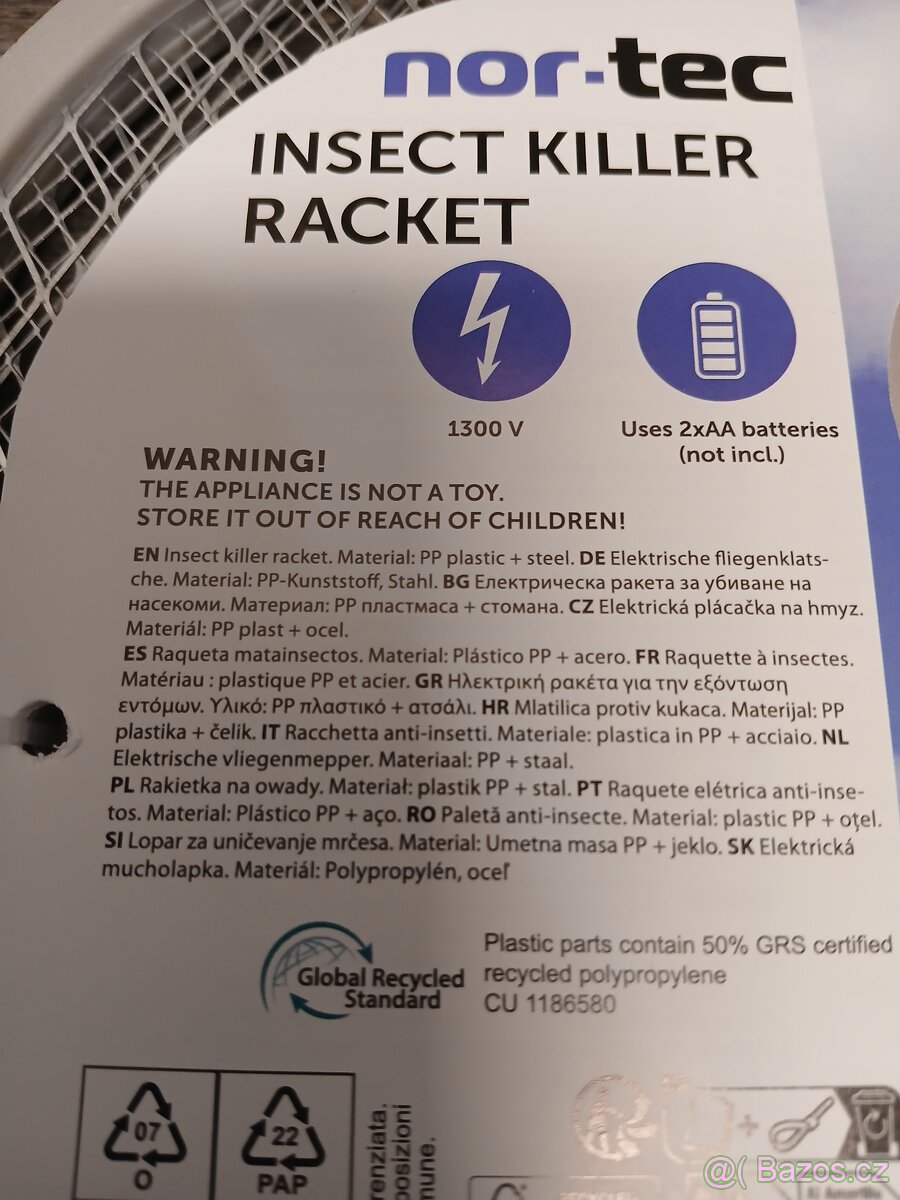 nor-tec
INSECT KILLER
RACKET
1300 V
Uses 2xAA batteries
(not incl.)
WARNING!
THE APPLIANCE IS NOT A TOY.
STORE IT OUT OF REACH OF CHILDREN!
EN Insect killer racket. Material: PP plastic + steel. DE Elektrische fliegenklats-
che. Material: PP-Kunststoff, Stahl. BG Електрическа ракета за убиване на
насекоми. Материал: PP пластмаса + стомана. CZ Elektrická plácačka na hmyz.
Materiál: PP plast + ocel.
ES Raqueta matainsectos. Material: Plástico PP + acero. FR Raquette à insectes.
Matériau : plastique PP et acier. GR Ηλεκτρική ρακέτα για την εξόντωση
εντόμων. Υλικό: PP πλαστικό + ατσάλι. HR Mlatilica protiv kukaca. Materijal: PP
plastika + čelik. IT Racchetta anti-insetti. Materiale: plastica in PP + acciaio. NL
Elektrische vliegenmepper. Materiaal: PP + staal.
PL Rakietka na owady. Materiał: plastik PP + stal. PT Raquete elétrica anti-inse-
tos. Material: Plástico PP + aço. RO Paletă anti-insecte. Material: plastic PP + oțel.
SI Lopar za uničevanje mrčesa. Material: Umetna masa PP + jeklo. SK Elektrická
mucholapka. Materiál: Polypropylén, oceľ
Global Recycled
Standard
Plastic parts contain 50% GRS certified
recycled polypropylene
CU 1186580
07
O
22
PAP
renziata.
posizioni
mune.
@( Bazos.cz